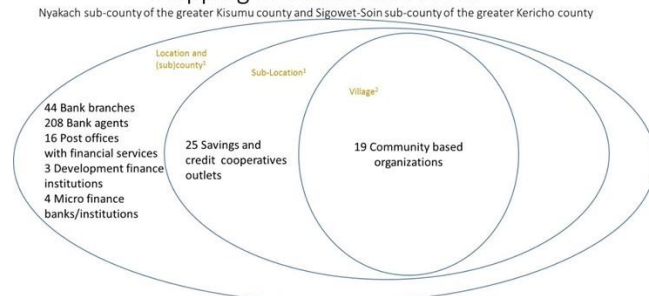 Nyakach sub-county of the greater Kisumu county and Sigowet-Soin sub-county of the greater Kericho county
Location and
(sub)county¹
Sub-Location¹
Village²
44 Bank branches
208 Bank agents
16 Post offices
with financial services
3 Development finance
institutions
4 Micro finance
banks/institutions
25 Savings and
credit cooperatives
outlets
19 Community based
organizations